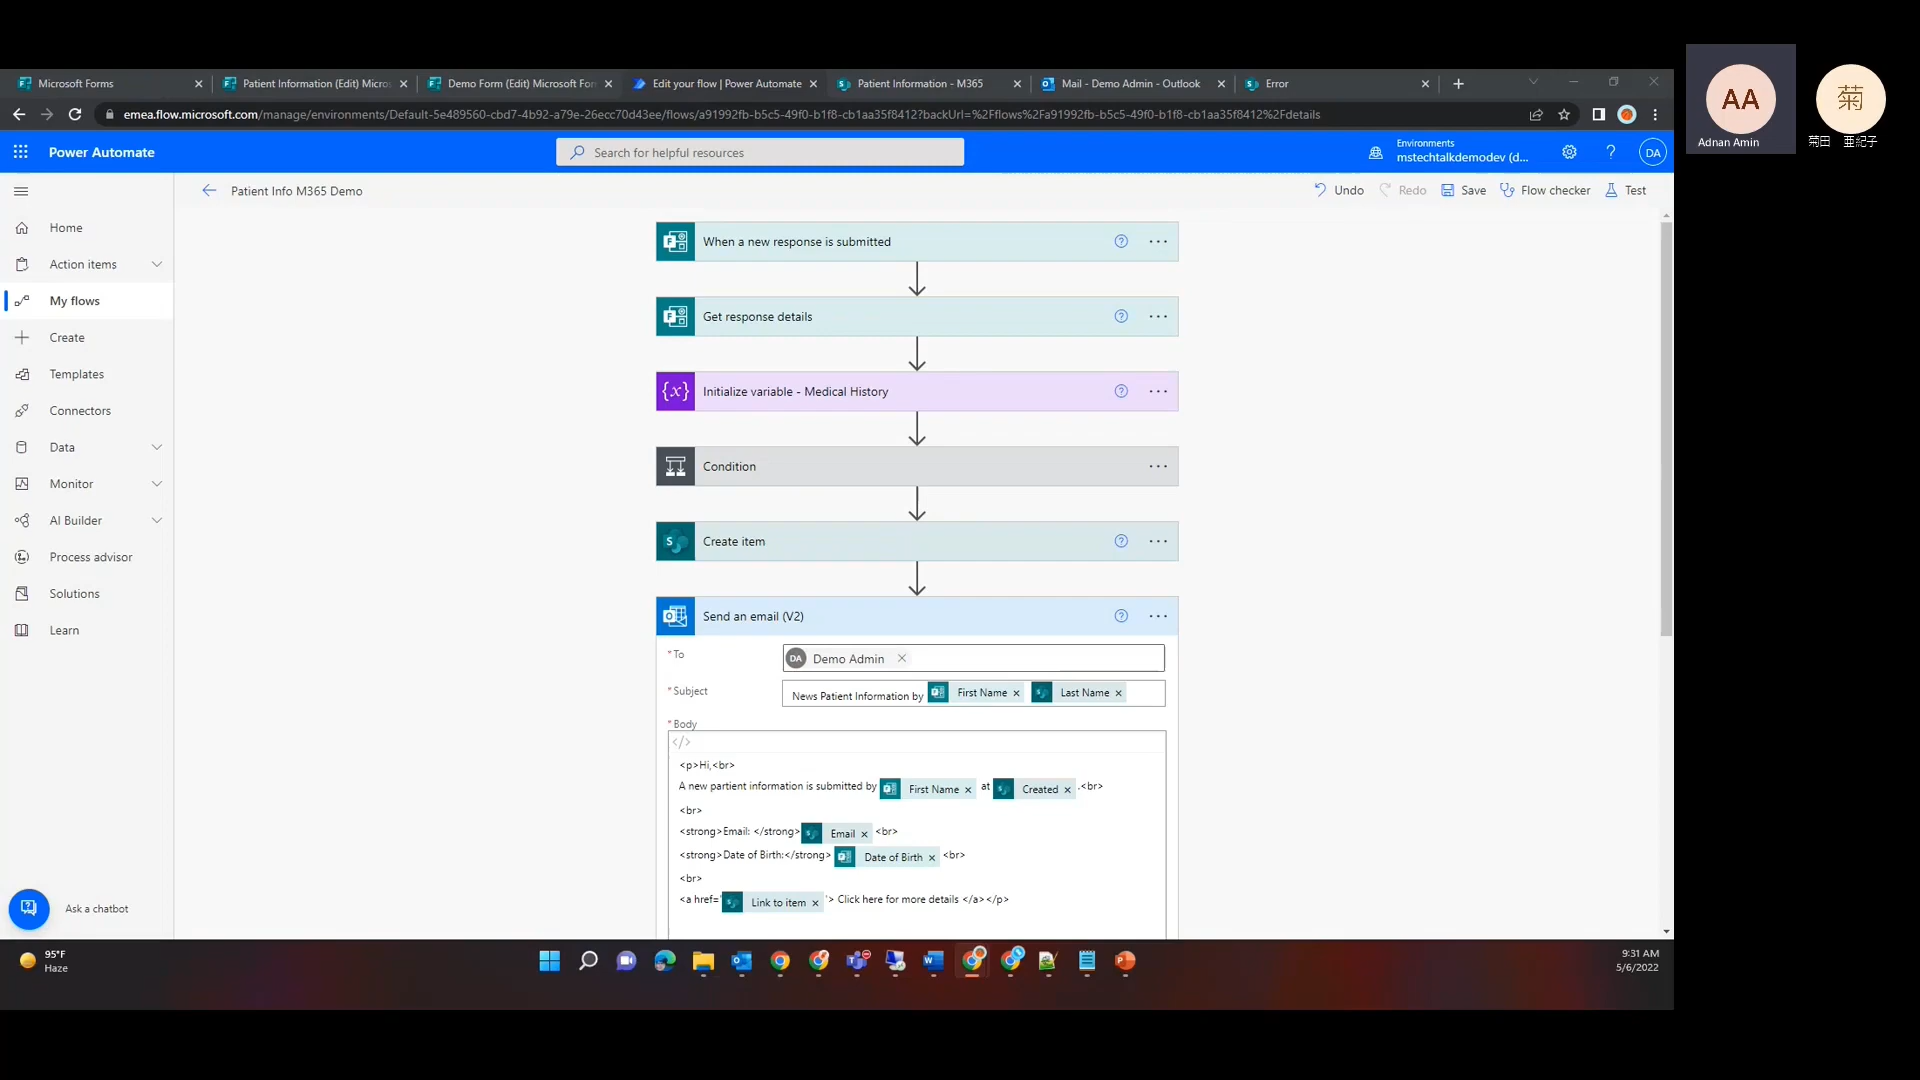 Microsoft Forms
Patient Information (Edit) Micros
Demo Form (Edit) Microsoft Forr
Edit your flow | Power Automate
Patient Information - M365
Mail - Demo Admin - Outlook
Error
emea.flow.microsoft.com/manage/environments/Default-5e489560-cbd7-4b92-a79e-26ecc70d43ee/flows/a91992fb-b5c5-49f0-b1f8-cb1aa35f8412?backUrl=%2Fflows%2Fa91992fb-b5c5-49f0-b1f8-cb1aa35f8412%2Fdetails
AA
Adnan Amin
菊
菊田 亜紀子
Power Automate
Search for helpful resources
Environments
mstechtalkdemodev (d...
?
DA
Patient Info M365 Demo
Undo
Redo
Save
Flow checker
Test
Home
Action items
My flows
Create
Templates
Connectors
Data
Monitor
AI Builder
Process advisor
Solutions
Learn
Ask a chatbot
When a new response is submitted
Get response details
{x} Initialize variable - Medical History
Condition
Create item
Send an email (V2)
* To
DA Demo Admin
* Subject
News Patient Information by First Name Last Name
* Body
</>
<p>Hi,<br>
A new partient information is submitted by First Name at Created .<br>
<br>
<strong>Email: </strong> Email <br>
<strong>Date of Birth:</strong> Date of Birth <br>
<br>
<a href=' Link to item '> Click here for more details </a></p>
95°F
Haze
9:31 AM
5/6/2022